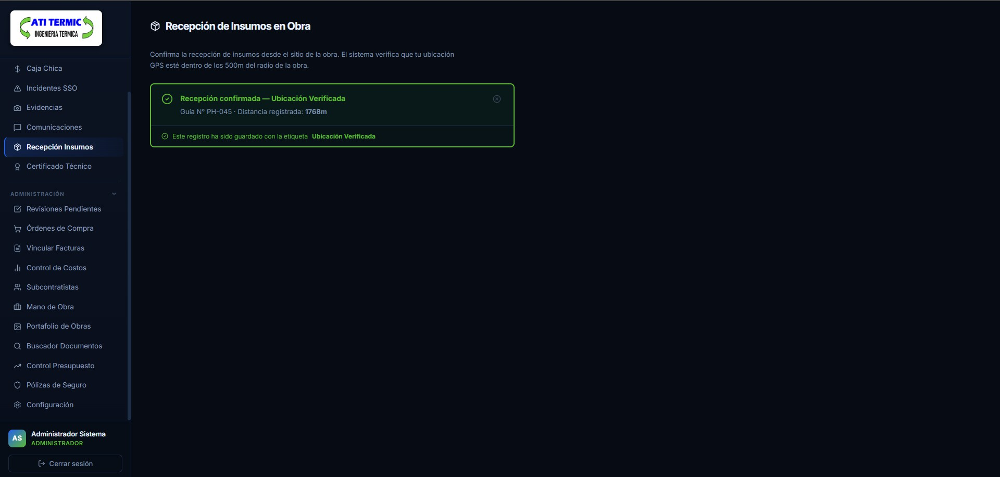 ATI TERMIC
INGENIERIA TERMICA
Caja Chica
Incidentes SSO
Evidencias
Comunicaciones
Recepción Insumos
Certificado Técnico
ADMINISTRACIÓN
Revisiones Pendientes
Órdenes de Compra
Vincular Facturas
Control de Costos
Subcontratistas
Mano de Obra
Portafolio de Obras
Buscador Documentos
Control Presupuesto
Pólizas de Seguro
Configuración
AS
Administrador Sistema
ADMINISTRADOR
Cerrar sesión
Recepción de Insumos en Obra
Confirma la recepción de insumos desde el sitio de la obra. El sistema verifica que tu ubicación
GPS esté dentro de los 500m del radio de la obra.
Recepción confirmada — Ubicación Verificada
Guía N° PH-045 · Distancia registrada: 1768m
Este registro ha sido guardado con la etiqueta Ubicación Verificada